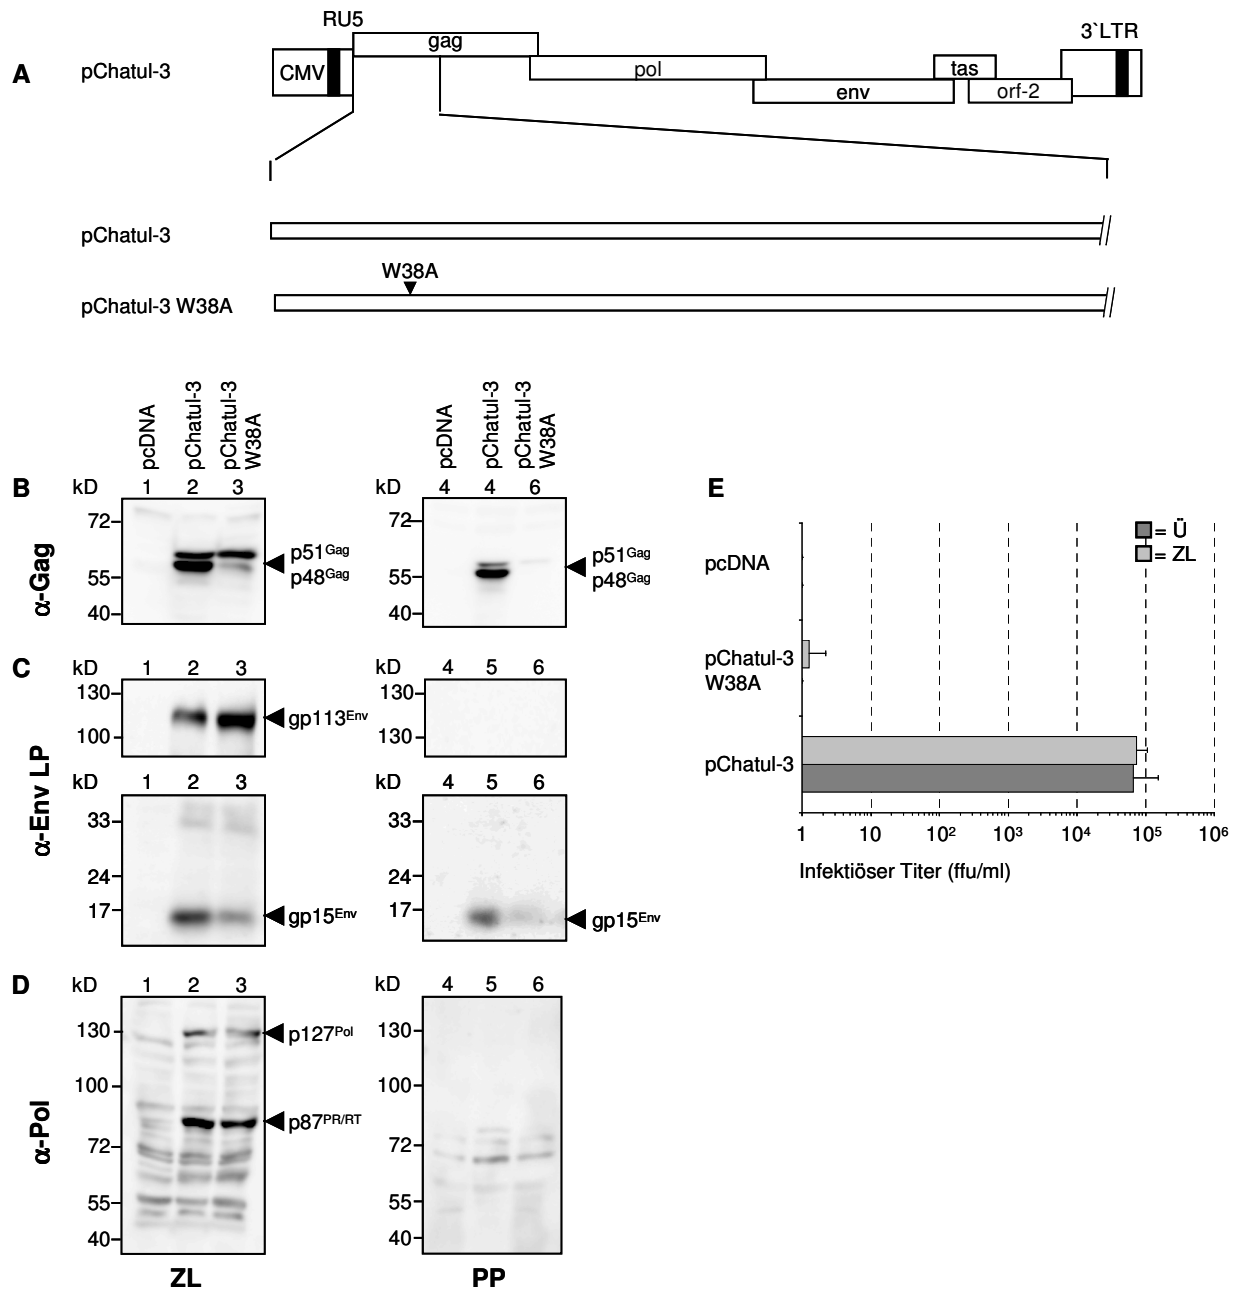 A
pChatul-3
RU5
CMV
gag
pol
env
tas
orf-2
3`LTR
pChatul-3
W38A
pChatul-3 W38A
pcDNA
pChatul-3
pChatul-3
W38A
pcDNA
pChatul-3
pChatul-3
W38A
B
α-Gag
kD 1 2 3
72
55
40
p51Gag
p48Gag
kD 4 4 6
72
55
40
p51Gag
p48Gag
C
α-Env LP
kD 1 2 3
130
100
gp113Env
kD 4 5 6
130
130
kD 1 2 3
33
24
17
gp15Env
kD 4 5 6
33
24
17
gp15Env
D
α-Pol
kD 1 2 3
130
100
72
55
40
p127Pol
p87PR/RT
ZL
kD 4 5 6
130
100
72
55
40
PP
E
= Ü
= ZL
pcDNA
pChatul-3
W38A
pChatul-3
1 10 10² 10³ 10⁴ 10⁵ 10⁶
Infektiöser Titer (ffu/ml)